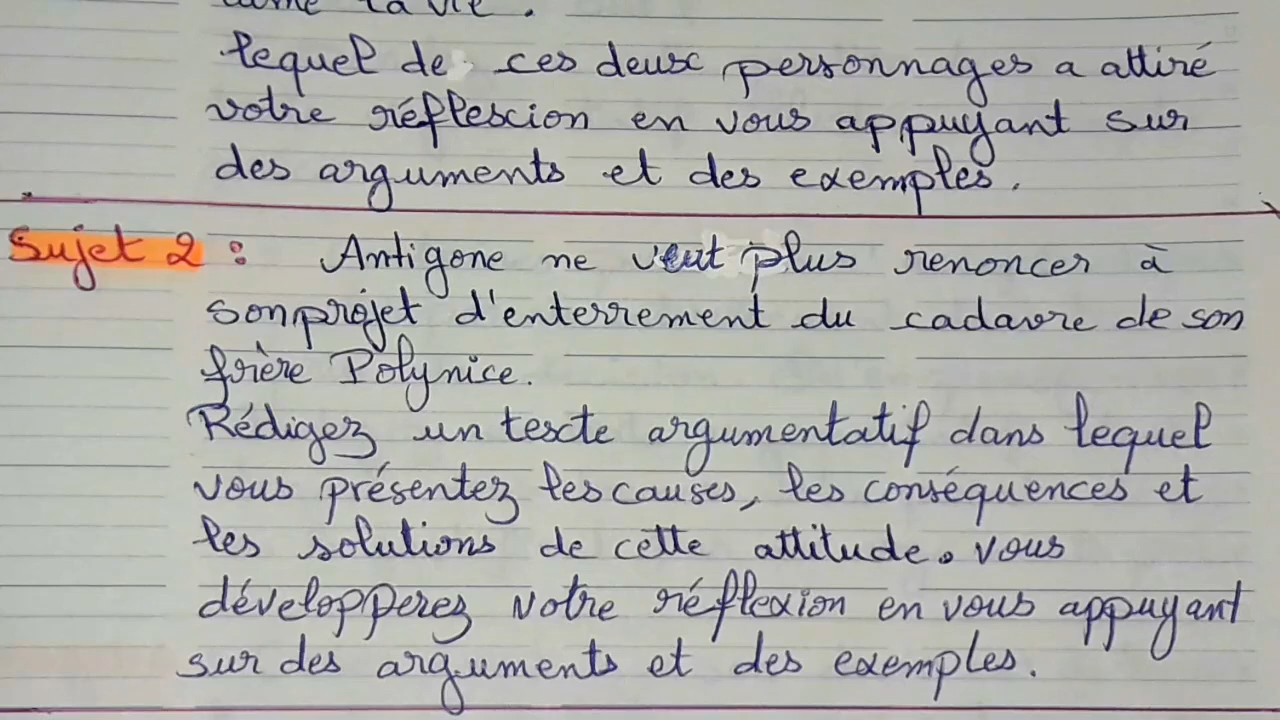 la vie.
lequel de ces deux personnages a attiré
votre réflexion en vous appuyant sur
des arguments et des exemples.
Sujet 2 : Antigone ne veut plus renoncer à
son projet d'enterrement du cadavre de son
frère Polynice.
Rédigez un texte argumentatif dans lequel
vous présentez les causes, les conséquences et
les solutions de cette attitude. vous
développerez votre réflexion en vous appuyant
sur des arguments et des exemples.